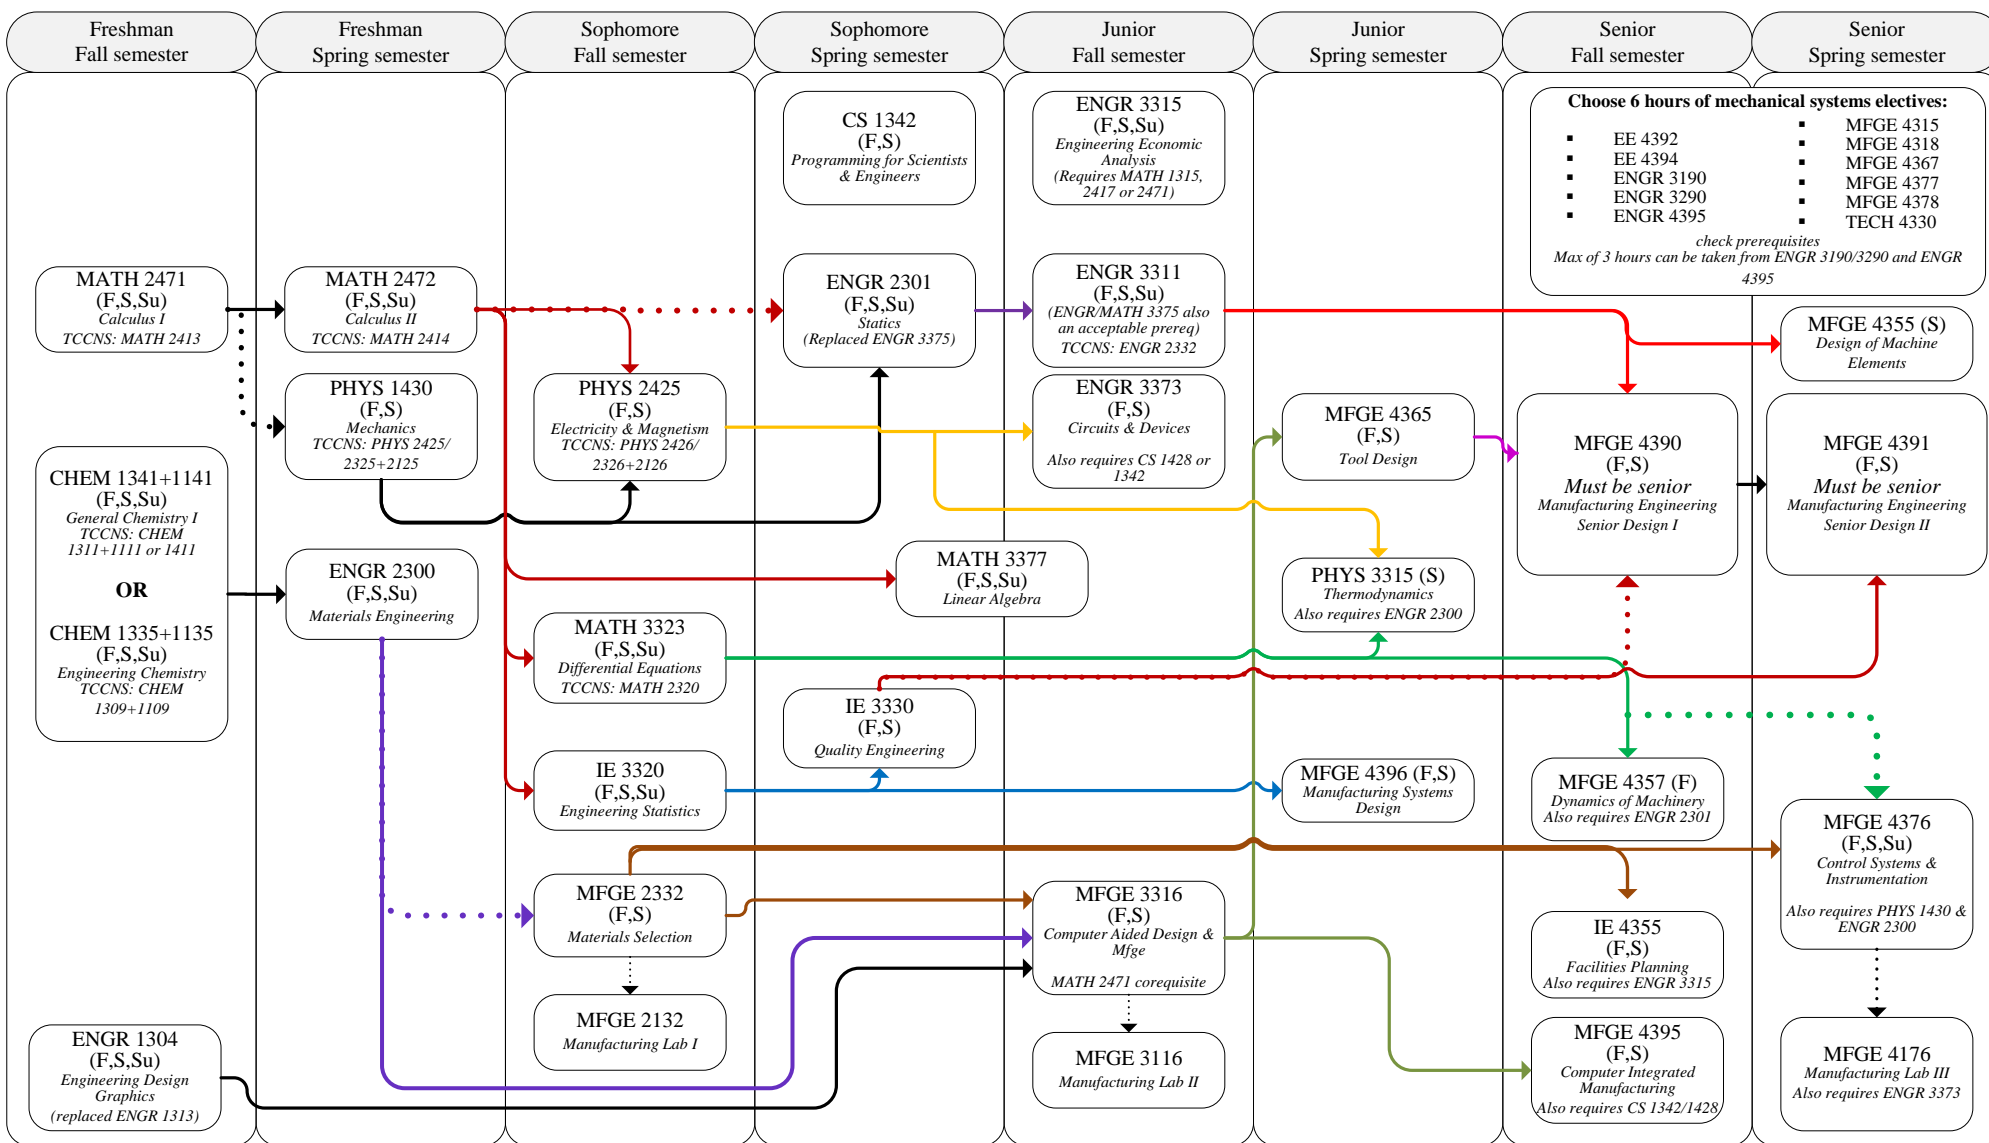 Freshman
Fall semester
Freshman
Spring semester
Sophomore
Fall semester
Sophomore
Spring semester
Junior
Fall semester
Junior
Spring semester
Senior
Fall semester
Senior
Spring semester
MATH 2471
(F,S,Su)
Calculus I
TCCNS: MATH 2413
CHEM 1341+1141
(F,S,Su)
General Chemistry I
TCCNS: CHEM
1311+1111 or 1411
OR
CHEM 1335+1135
(F,S,Su)
Engineering Chemistry
TCCNS: CHEM
1309+1109
ENGR 1304
(F,S,Su)
Engineering Design
Graphics
(replaced ENGR 1313)
MATH 2472
(F,S,Su)
Calculus II
TCCNS: MATH 2414
PHYS 1430
(F,S)
Mechanics
TCCNS: PHYS 2425/
2325+2125
ENGR 2300
(F,S,Su)
Materials Engineering
PHYS 2425
(F,S)
Electricity & Magnetism
TCCNS: PHYS 2426/
2326+2126
MATH 3323
(F,S,Su)
Differential Equations
TCCNS: MATH 2320
IE 3320
(F,S,Su)
Engineering Statistics
MFGE 2332
(F,S)
Materials Selection
MFGE 2132
Manufacturing Lab I
CS 1342
(F,S)
Programming for Scientists
& Engineers
ENGR 2301
(F,S,Su)
Statics
(Replaced ENGR 3375)
MATH 3377
(F,S,Su)
Linear Algebra
IE 3330
(F,S)
Quality Engineering
ENGR 3315
(F,S,Su)
Engineering Economic
Analysis
(Requires MATH 1315,
2417 or 2471)
ENGR 3311
(F,S,Su)
(ENGR/MATH 3375 also
an acceptable prereq)
TCCNS: ENGR 2332
ENGR 3373
(F,S)
Circuits & Devices
Also requires CS 1428 or
1342
MFGE 3316
(F,S)
Computer Aided Design &
Mfge
MATH 2471 corequisite
MFGE 3116
Manufacturing Lab II
MFGE 4365
(F,S)
Tool Design
PHYS 3315 (S)
Thermodynamics
Also requires ENGR 2300
MFGE 4396 (F,S)
Manufacturing Systems
Design
Choose 6 hours of mechanical systems electives:
▪ EE 4392
▪ EE 4394
▪ ENGR 3190
▪ ENGR 3290
▪ ENGR 4395
▪ MFGE 4315
▪ MFGE 4318
▪ MFGE 4367
▪ MFGE 4377
▪ MFGE 4378
▪ TECH 4330
check prerequisites
Max of 3 hours can be taken from ENGR 3190/3290 and ENGR
4395
MFGE 4390
(F,S)
Must be senior
Manufacturing Engineering
Senior Design I
MFGE 4357 (F)
Dynamics of Machinery
Also requires ENGR 2301
IE 4355
(F,S)
Facilities Planning
Also requires ENGR 3315
MFGE 4395
(F,S)
Computer Integrated
Manufacturing
Also requires CS 1342/1428
MFGE 4355 (S)
Design of Machine
Elements
MFGE 4391
(F,S)
Must be senior
Manufacturing Engineering
Senior Design II
MFGE 4376
(F,S,Su)
Control Systems &
Instrumentation
Also requires PHYS 1430 &
ENGR 2300
MFGE 4176
Manufacturing Lab III
Also requires ENGR 3373